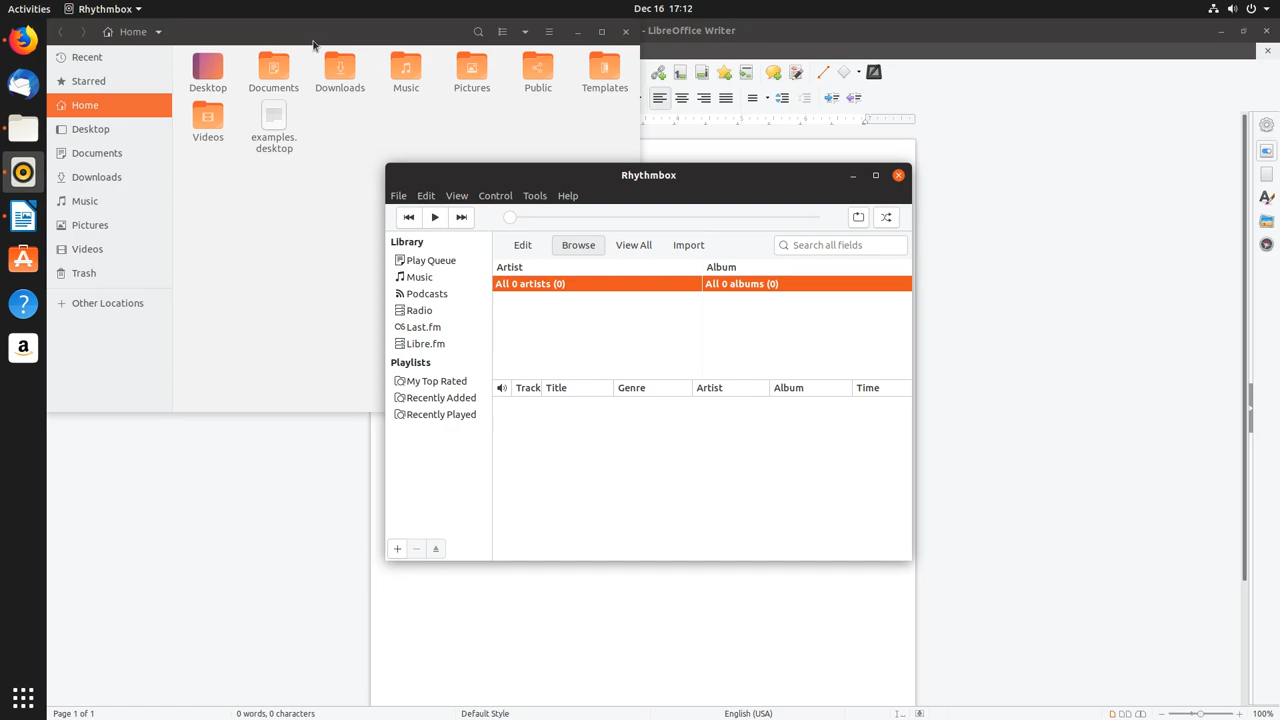 Activities Rhythmbox Dec 16 17:12
Home
- LibreOffice Writer
Recent
Starred
Home
Desktop
Documents
Downloads
Music
Pictures
Videos
Trash
Other Locations
Desktop Documents Downloads Music Pictures Public Templates
Videos examples.
desktop
4 5 6 7
Rhythmbox
File Edit View Control Tools Help
Library
Play Queue
Music
Podcasts
Radio
Last.fm
Libre.fm
Playlists
My Top Rated
Recently Added
Recently Played
Edit Browse View All Import Search all fields
Artist Album
All 0 artists (0) All 0 albums (0)
Track Title Genre Artist Album Time
Page 1 of 1 0 words, 0 characters Default Style English (USA) 100%